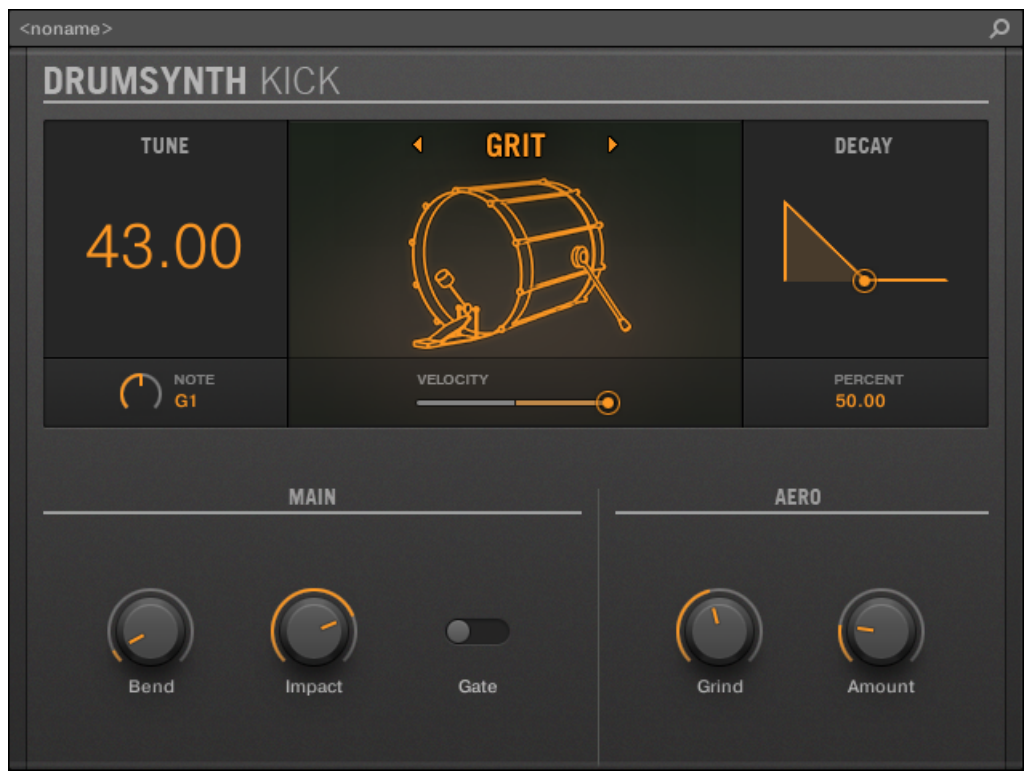 <noname>
DRUMSYNTH KICK
TUNE
GRIT
DECAY
43.00
NOTE
G1
VELOCITY
PERCENT
50.00
MAIN
AERO
Bend
Impact
Gate
Grind
Amount